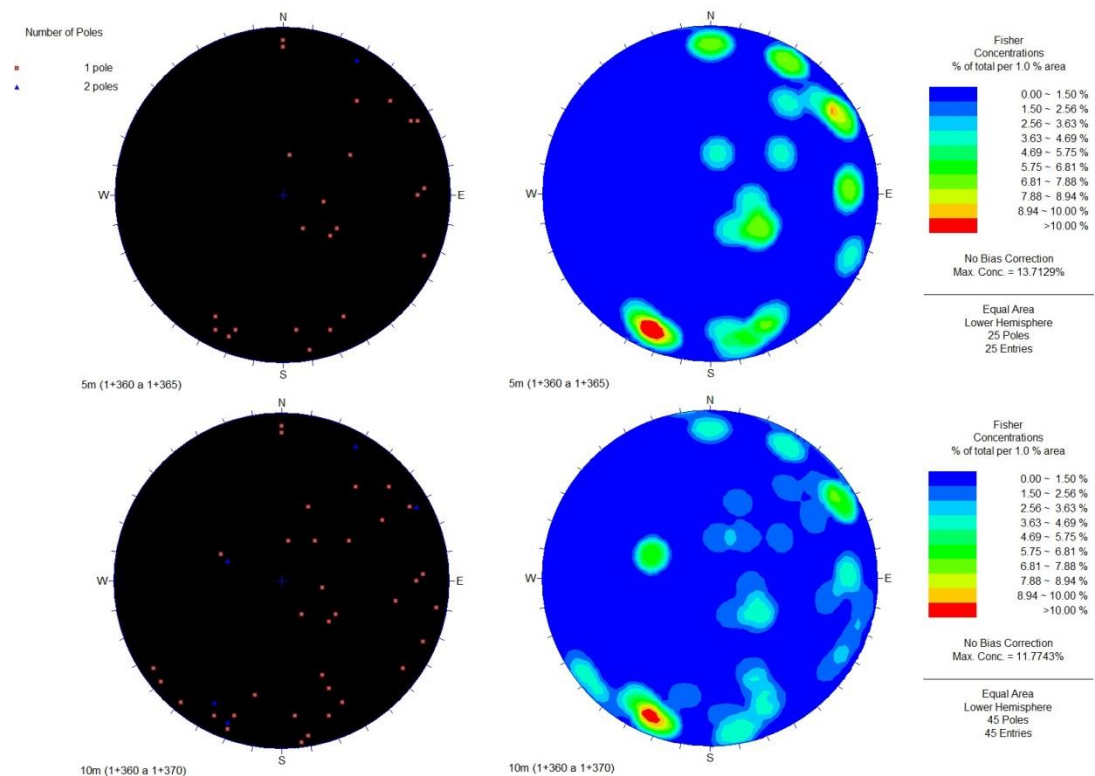 Number of Poles
1 pole
2 poles
N
W
E
S
5m (1+360 a 1+365)
N
W
E
S
5m (1+360 a 1+365)
Fisher
Concentrations
% of total per 1.0 % area
0.00 ~ 1.50 %
1.50 ~ 2.56 %
2.56 ~ 3.63 %
3.63 ~ 4.69 %
4.69 ~ 5.75 %
5.75 ~ 6.81 %
6.81 ~ 7.88 %
7.88 ~ 8.94 %
8.94 ~ 10.00 %
>10.00 %
No Bias Correction
Max. Conc. = 13.7129%
Equal Area
Lower Hemisphere
25 Poles
25 Entries
N
W
E
S
10m (1+360 a 1+370)
N
W
E
S
10m (1+360 a 1+370)
Fisher
Concentrations
% of total per 1.0 % area
0.00 ~ 1.50 %
1.50 ~ 2.56 %
2.56 ~ 3.63 %
3.63 ~ 4.69 %
4.69 ~ 5.75 %
5.75 ~ 6.81 %
6.81 ~ 7.88 %
7.88 ~ 8.94 %
8.94 ~ 10.00 %
>10.00 %
No Bias Correction
Max. Conc. = 11.7743%
Equal Area
Lower Hemisphere
45 Poles
45 Entries